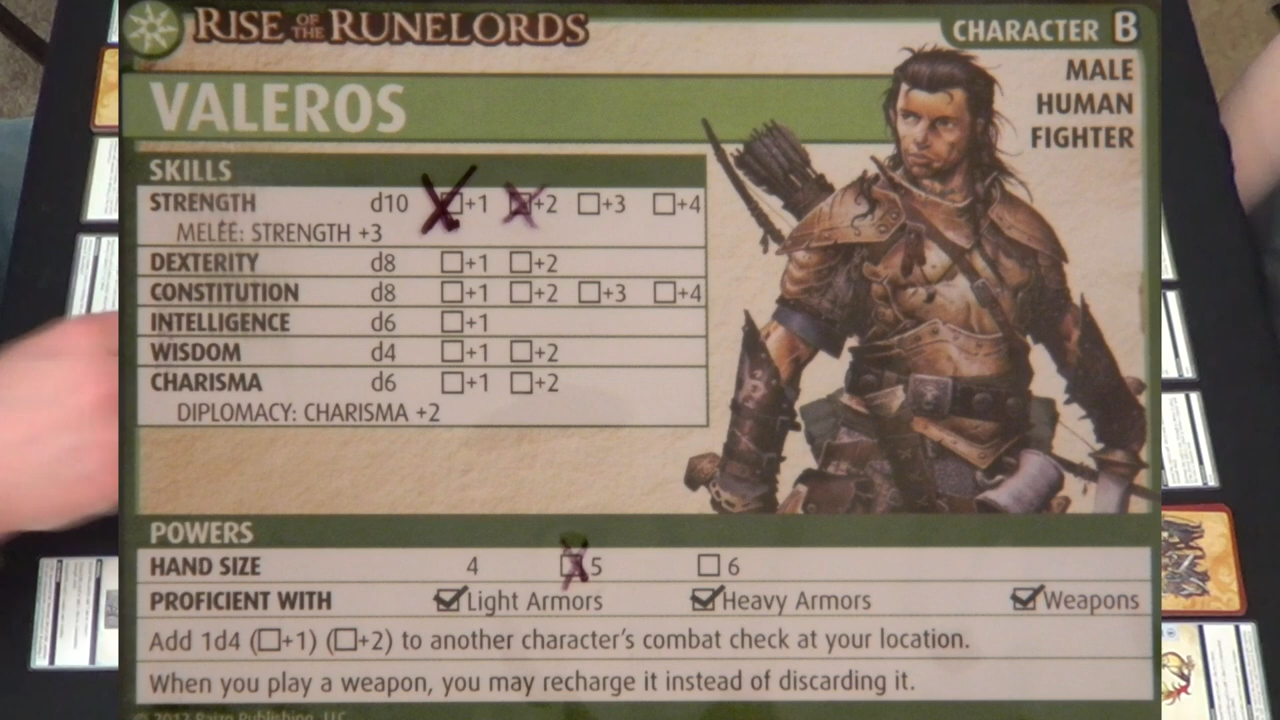 RISE OF THE RUNELORDS
CHARACTER B
VALEROS
MALE
HUMAN
FIGHTER
SKILLS
STRENGTH d10 +1 +2 +3 +4
MELEE: STRENGTH +3
DEXTERITY d8 +1 +2
CONSTITUTION d8 +1 +2 +3 +4
INTELLIGENCE d6 +1
WISDOM d4 +1 +2
CHARISMA d6 +1 +2
DIPLOMACY: CHARISMA +2
POWERS
HAND SIZE 4 5 6
PROFICIENT WITH Light Armors Heavy Armors Weapons
Add 1d4 (☐+1) (☐+2) to another character's combat check at your location.
When you play a weapon, you may recharge it instead of discarding it.
© 2013 Paizo Publishing, LLC